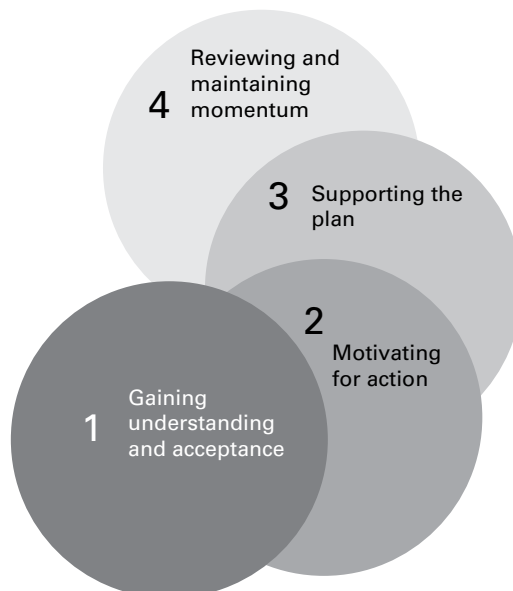 Reviewing and
maintaining
4 momentum
3 Supporting the
plan
2
Motivating
for action
Gaining
1 understanding
and acceptance